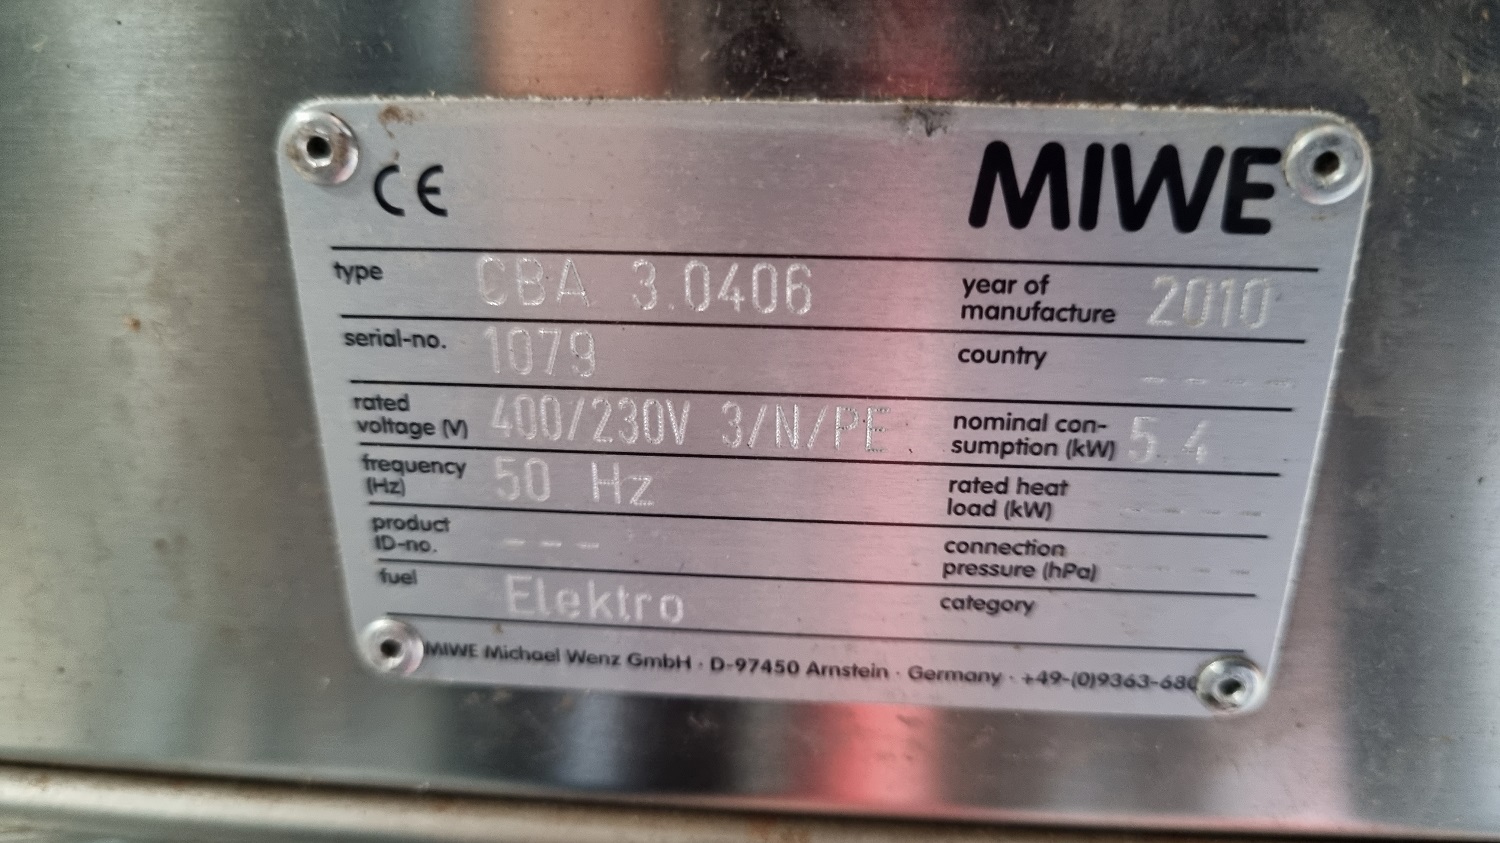 CE MIWE
type CBA 3.0406 year of manufacture 2010
serial-no. 1079 country ----
rated voltage (V) 400/230V 3/N/PE nominal con-sumption (kW) 5.4
frequency (Hz) 50 Hz rated heat load (kW) ----
product ID-no. --- connection pressure (hPa) ----
fuel Elektro category
MIWE Michael Wenz GmbH · D-97450 Arnstein · Germany · +49-(0)9363-680